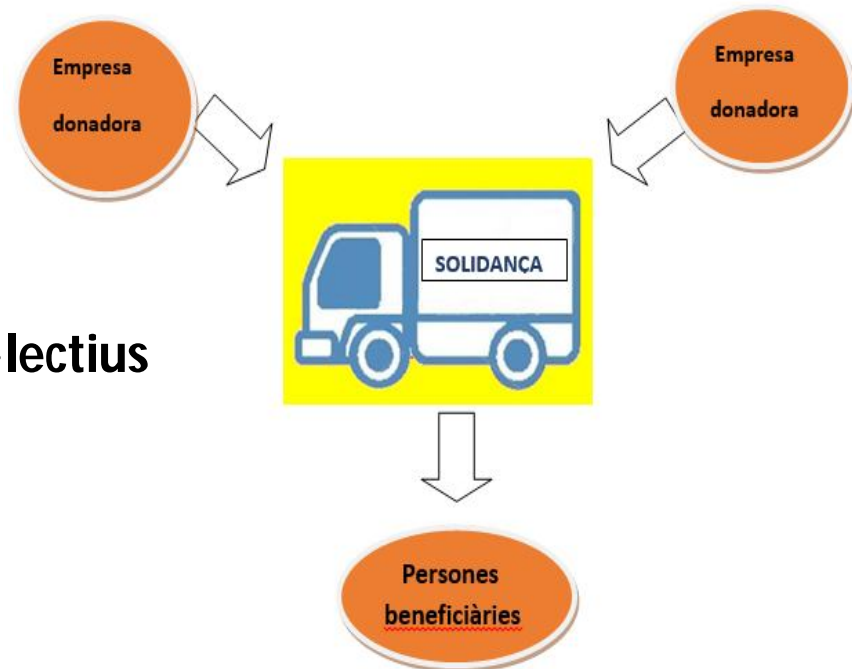 Empresa
donadora
Empresa
donadora
SOLIDANÇA
lectius
Persones
beneficiàries